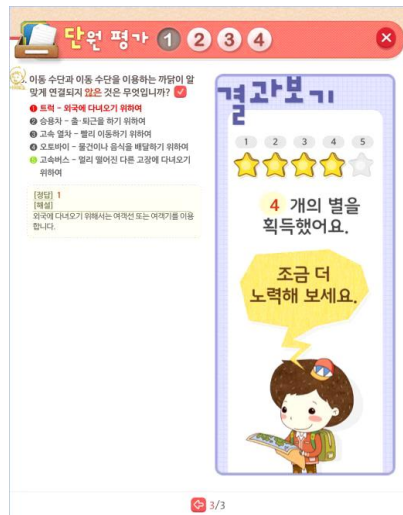 단원 평가 1 2 3 4
. 이동 수단과 이동 수단을 이용하는 까닭이 알
맞게 연결되지 않은 것은 무엇입니까?
❶ 트럭 - 외국에 다녀오기 위하여
❷ 승용차 - 출·퇴근을 하기 위하여
❸ 고속 열차 - 빨리 이동하기 위하여
❹ 오토바이 - 물건이나 음식을 배달하기 위하여
❺ 고속버스 - 멀리 떨어진 다른 고장에 다녀오기
위하여
[정답] 1
[해설]
외국에 다녀오기 위해서는 여객선 또는 여객기를 이용
합니다.
결과보기
1 2 3 4 5
4 개의 별을
획득했어요.
조금 더
노력해 보세요.
3/3